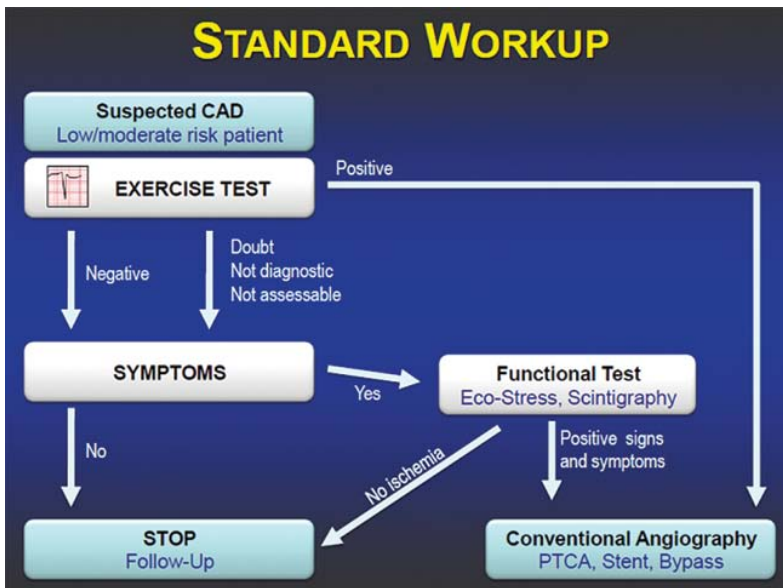 STANDARD WORKUP
Suspected CAD
Low/moderate risk patient
EXERCISE TEST
Positive
Negative
Doubt
Not diagnostic
Not assessable
SYMPTOMS
Yes
Functional Test
Eco-Stress, Scintigraphy
No
No ischemia
Positive signs
and symptoms
STOP
Follow-Up
Conventional Angiography
PTCA, Stent, Bypass